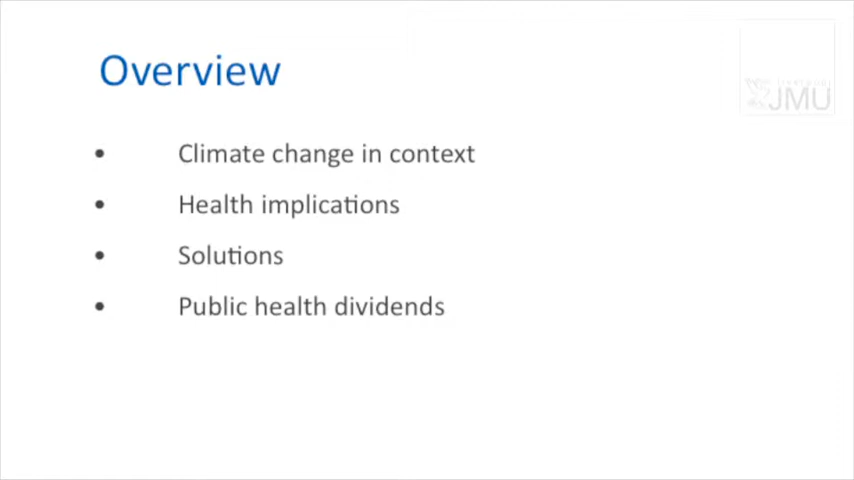 Overview
JMU
• Climate change in context
• Health implications
• Solutions
• Public health dividends